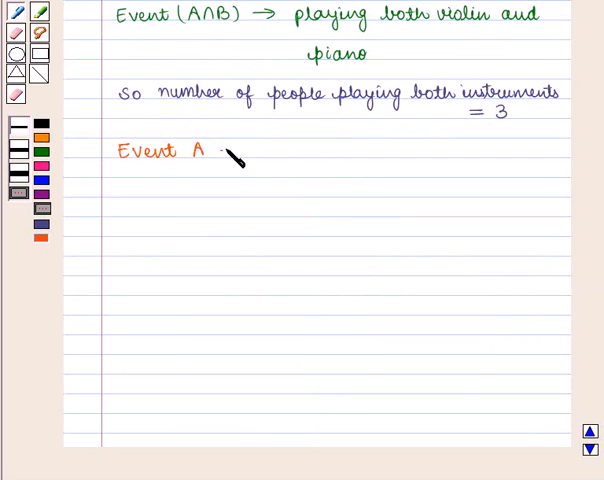 Event (A∩B) → playing both violin and
piano
so number of people playing both instruments
= 3
Event A -